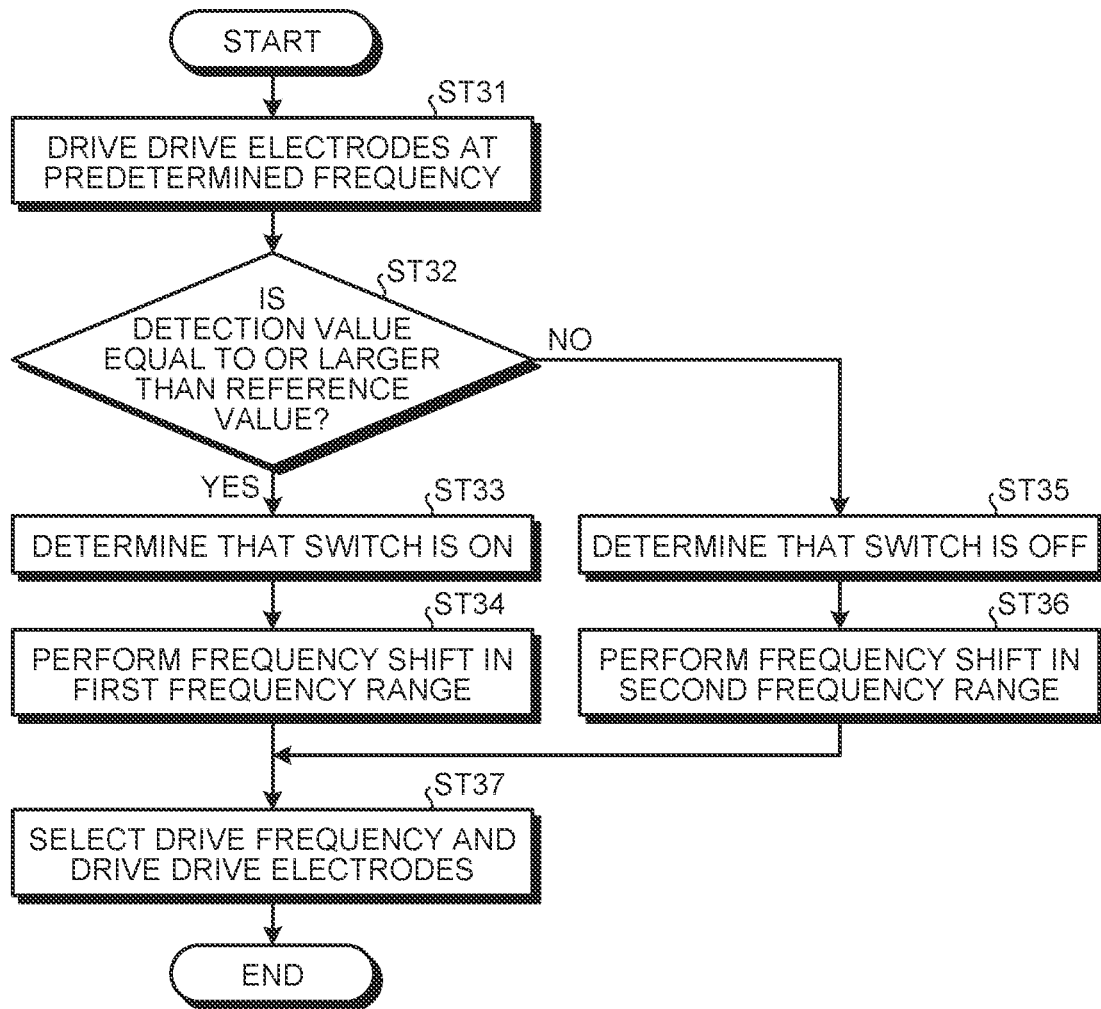 START
ST31
DRIVE DRIVE ELECTRODES AT
PREDETERMINED FREQUENCY
ST32
IS
DETECTION VALUE
EQUAL TO OR LARGER
THAN REFERENCE
VALUE?
NO
YES
ST33
DETERMINE THAT SWITCH IS ON
ST35
DETERMINE THAT SWITCH IS OFF
ST34
PERFORM FREQUENCY SHIFT IN
FIRST FREQUENCY RANGE
ST36
PERFORM FREQUENCY SHIFT IN
SECOND FREQUENCY RANGE
ST37
SELECT DRIVE FREQUENCY AND
DRIVE DRIVE ELECTRODES
END